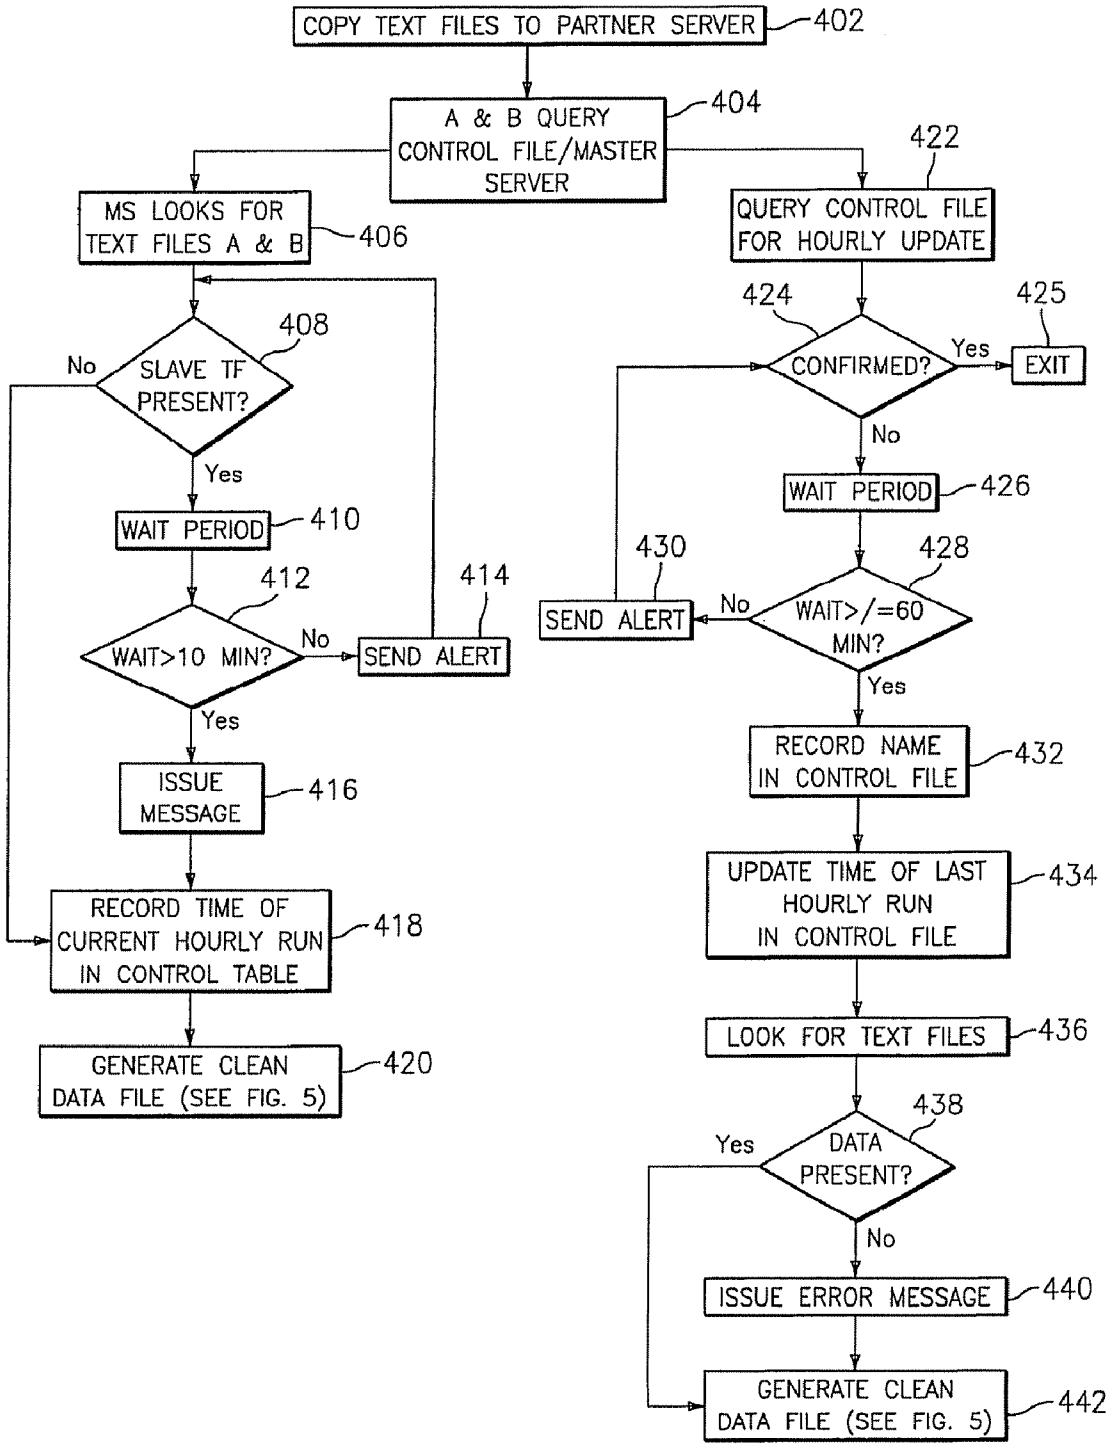 COPY TEXT FILES TO PARTNER SERVER
402
A & B QUERY
CONTROL FILE/MASTER
SERVER
404
MS LOOKS FOR
TEXT FILES A & B
406
SLAVE TF
PRESENT?
408
No
Yes
WAIT PERIOD
410
WAIT>10 MIN?
412
No
SEND ALERT
414
Yes
ISSUE
MESSAGE
416
RECORD TIME OF
CURRENT HOURLY RUN
IN CONTROL TABLE
418
GENERATE CLEAN
DATA FILE (SEE FIG. 5)
420
422
QUERY CONTROL FILE
FOR HOURLY UPDATE
424
CONFIRMED?
Yes
425
EXIT
No
WAIT PERIOD
426
428
WAIT>/=60
MIN?
No
430
SEND ALERT
Yes
RECORD NAME
IN CONTROL FILE
432
UPDATE TIME OF LAST
HOURLY RUN
IN CONTROL FILE
434
LOOK FOR TEXT FILES
436
438
DATA
PRESENT?
Yes
No
ISSUE ERROR MESSAGE
440
GENERATE CLEAN
DATA FILE (SEE FIG. 5)
442